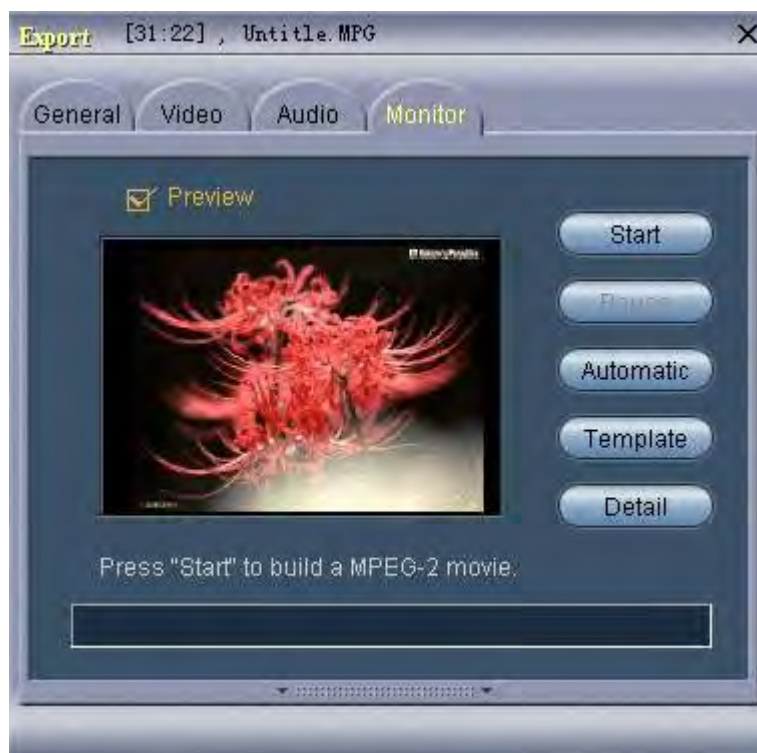 Export [31:22] , Untitle.MPG
General Video Audio Monitor
Preview
Start
Pause
Automatic
Template
Detail
Press "Start" to build a MPEG-2 movie.